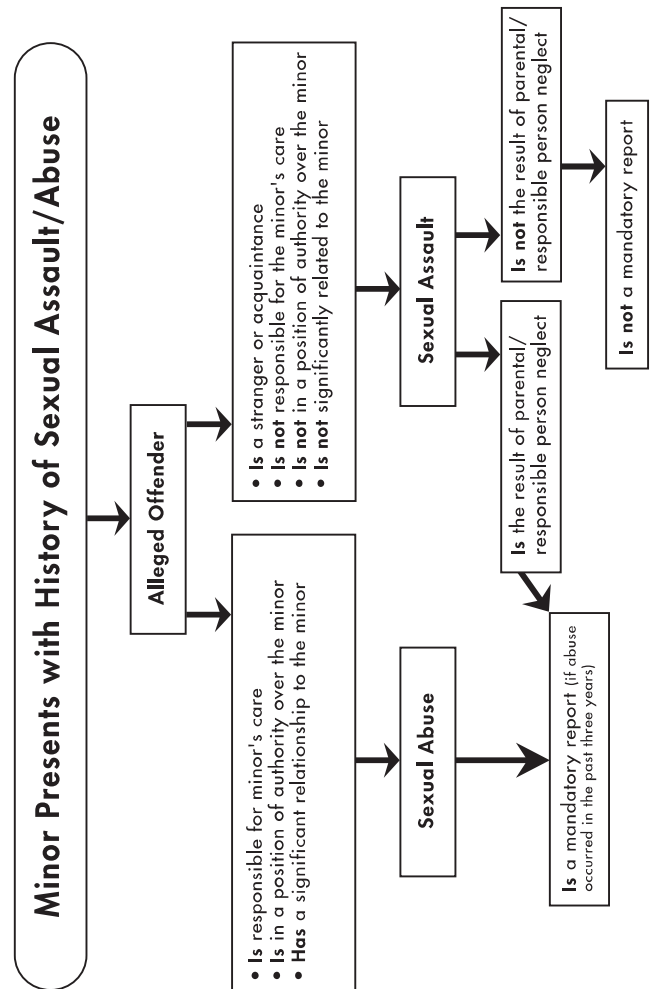 Minor Presents with History of Sexual Assault/Abuse
Alleged Offender
• Is responsible for minor's care
• Is in a position of authority over the minor
• Has a significant relationship to the minor
• Is a stranger or acquaintance
• Is not responsible for the minor's care
• Is not in a position of authority over the minor
• Is not significantly related to the minor
Sexual Abuse
Sexual Assault
Is the result of parental/
responsible person neglect
Is not the result of parental/
responsible person neglect
Is a mandatory report (if abuse
occurred in the past three years)
Is not a mandatory report